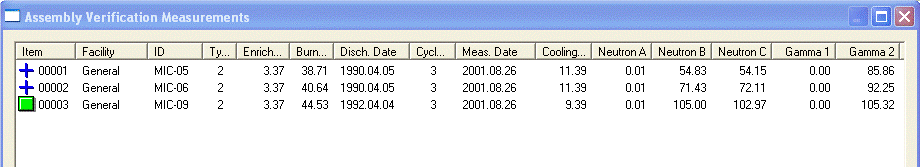 Assembly Verification Measurements
Item Facility ID Ty... Enrich... Burn... Disch. Date Cycl... Meas. Date Cooling... Neutron A Neutron B Neutron C Gamma 1 Gamma 2
00001 General MIC-05 2 3.37 38.71 1990.04.05 3 2001.08.26 11.39 0.01 54.83 54.15 0.00 85.86
00002 General MIC-06 2 3.37 40.64 1990.04.05 3 2001.08.26 11.39 0.01 71.43 72.11 0.00 92.25
00003 General MIC-09 2 3.37 44.53 1992.04.04 3 2001.08.26 9.39 0.01 105.00 102.97 0.00 105.32